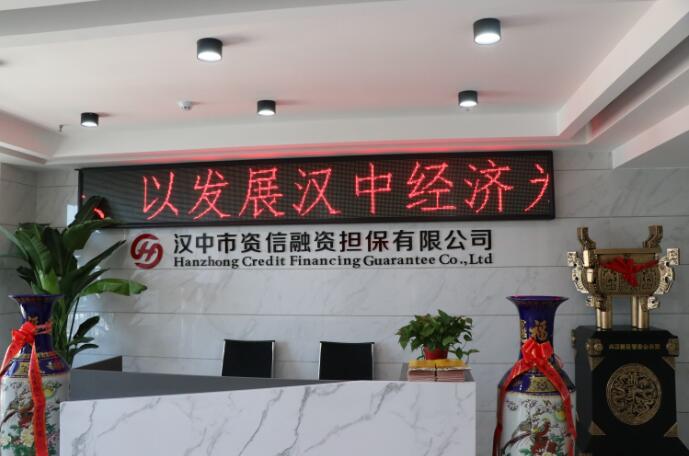 以发展汉中经济
汉中市资信融资担保有限公司
Hanzhong Credit Financing Guarantee Co.,Ltd
福